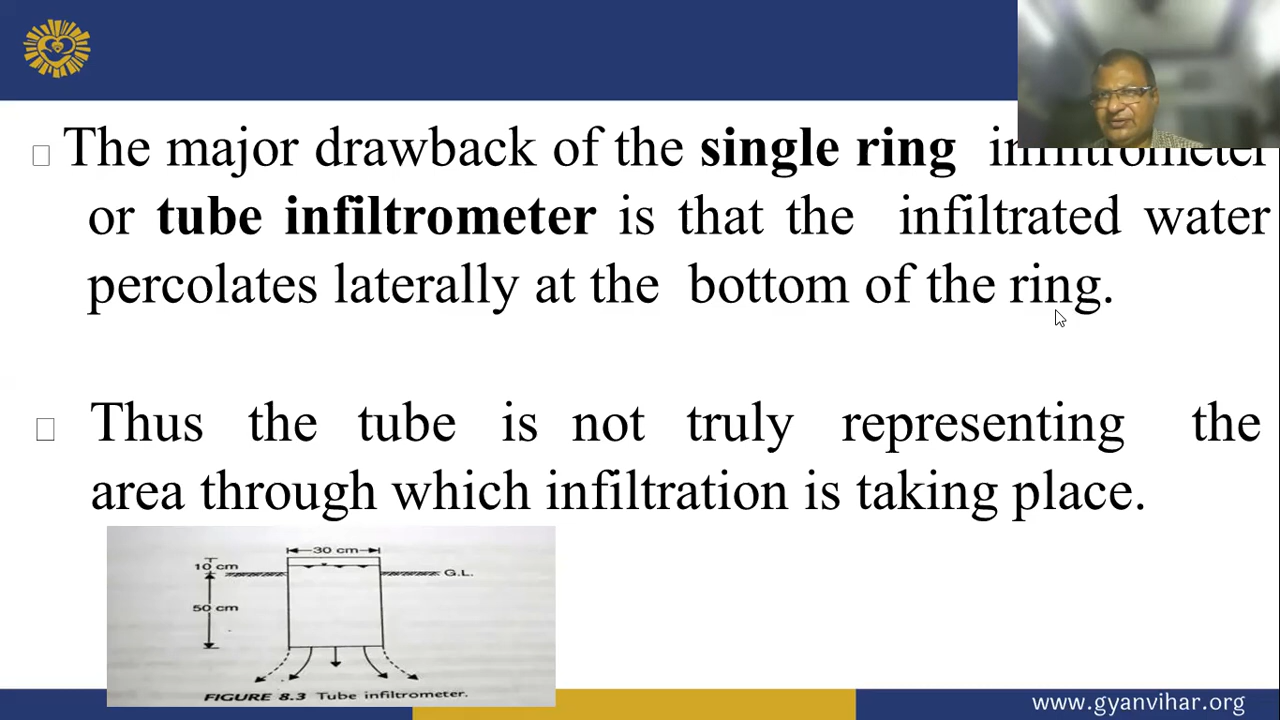 The major drawback of the single ring infiltrometer
or tube infiltrometer is that the infiltrated water
percolates laterally at the bottom of the ring.
Thus the tube is not truly representing the
area through which infiltration is taking place.
30 cm
10 cm
G.L.
50 cm
FIGURE 8.3 Tube infiltrometer.
www.gyanvihar.org